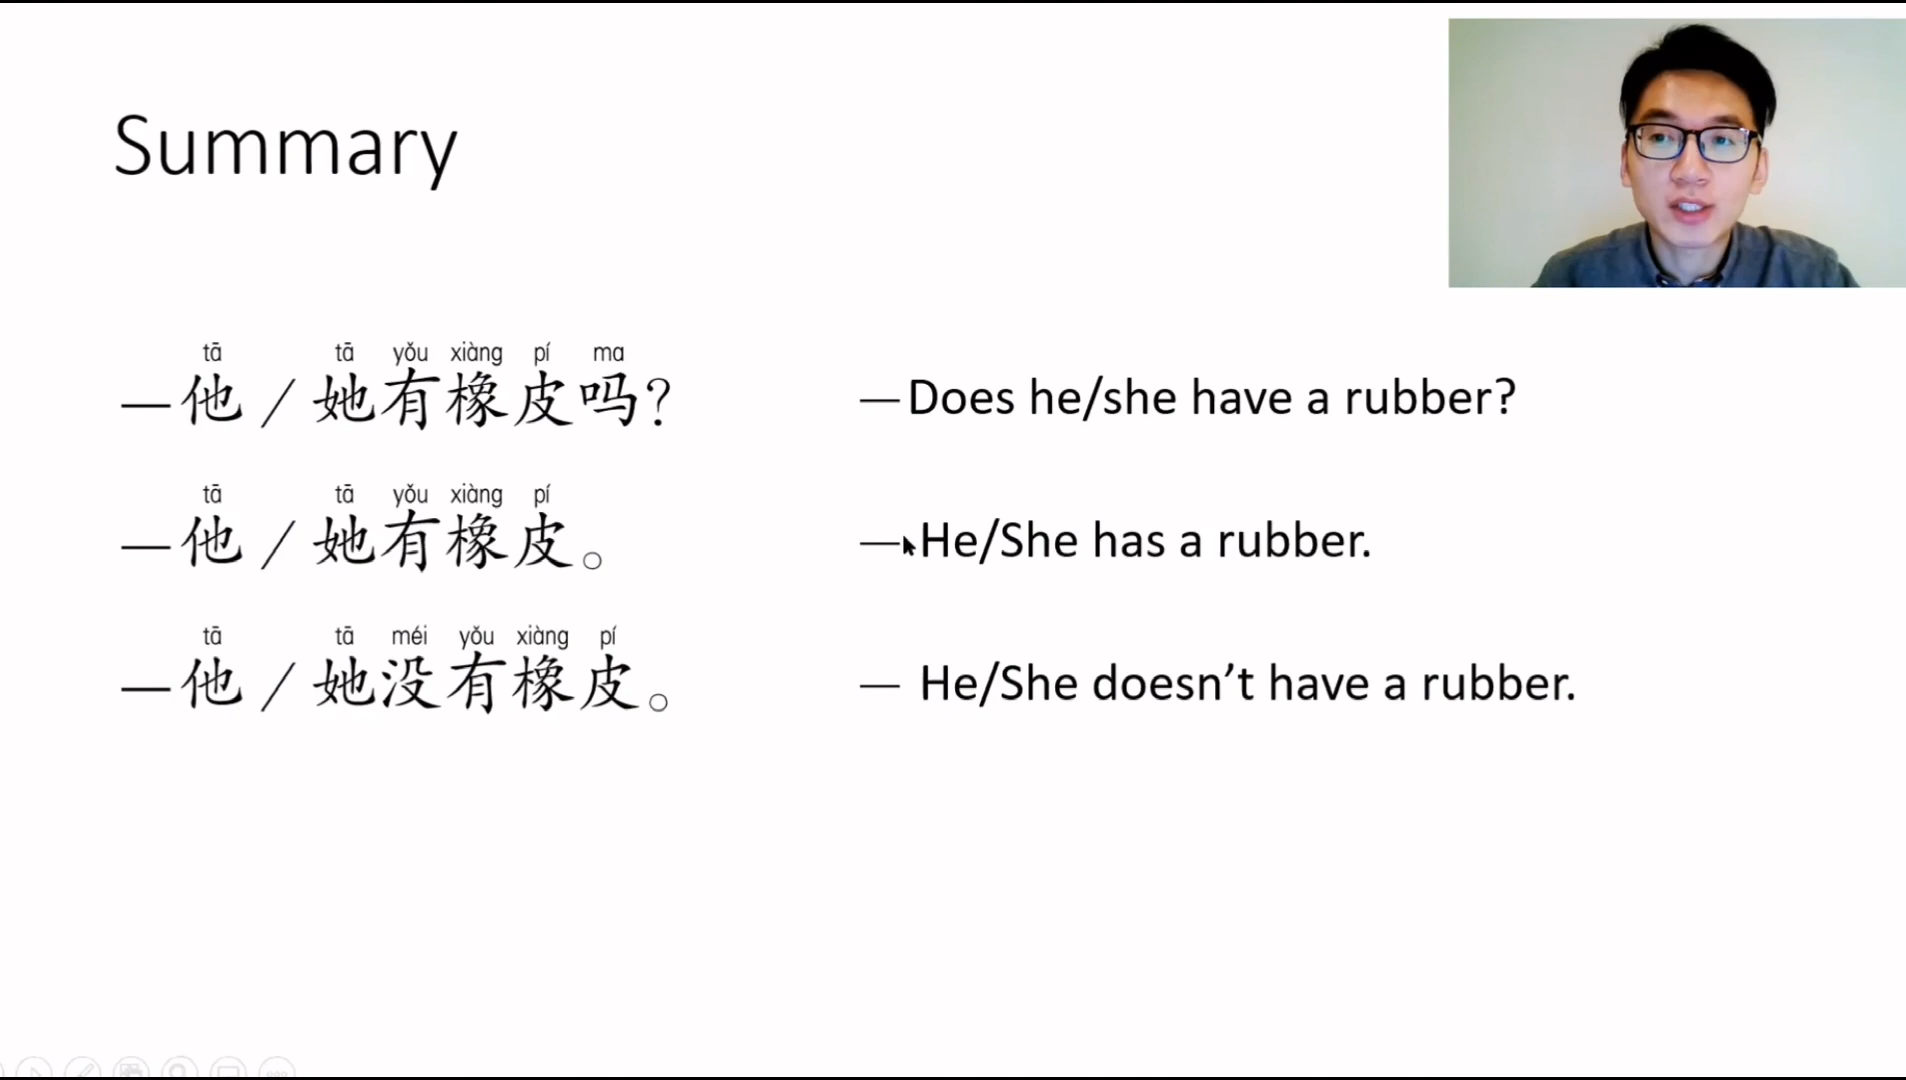 Summary
tā tā yǒu xiàng pí ma
—他 / 她有橡皮吗?
—Does he/she have a rubber?
tā tā yǒu xiàng pí
—他 / 她有橡皮。
—He/She has a rubber.
tā tā méi yǒu xiàng pí
—他 / 她没有橡皮。
— He/She doesn’t have a rubber.